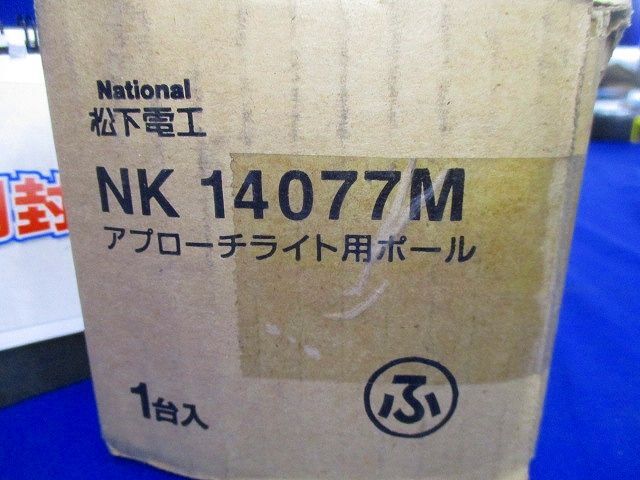 National
松下電工
NK 14077M
アプローチライト用ポール
1台入
ふ
封